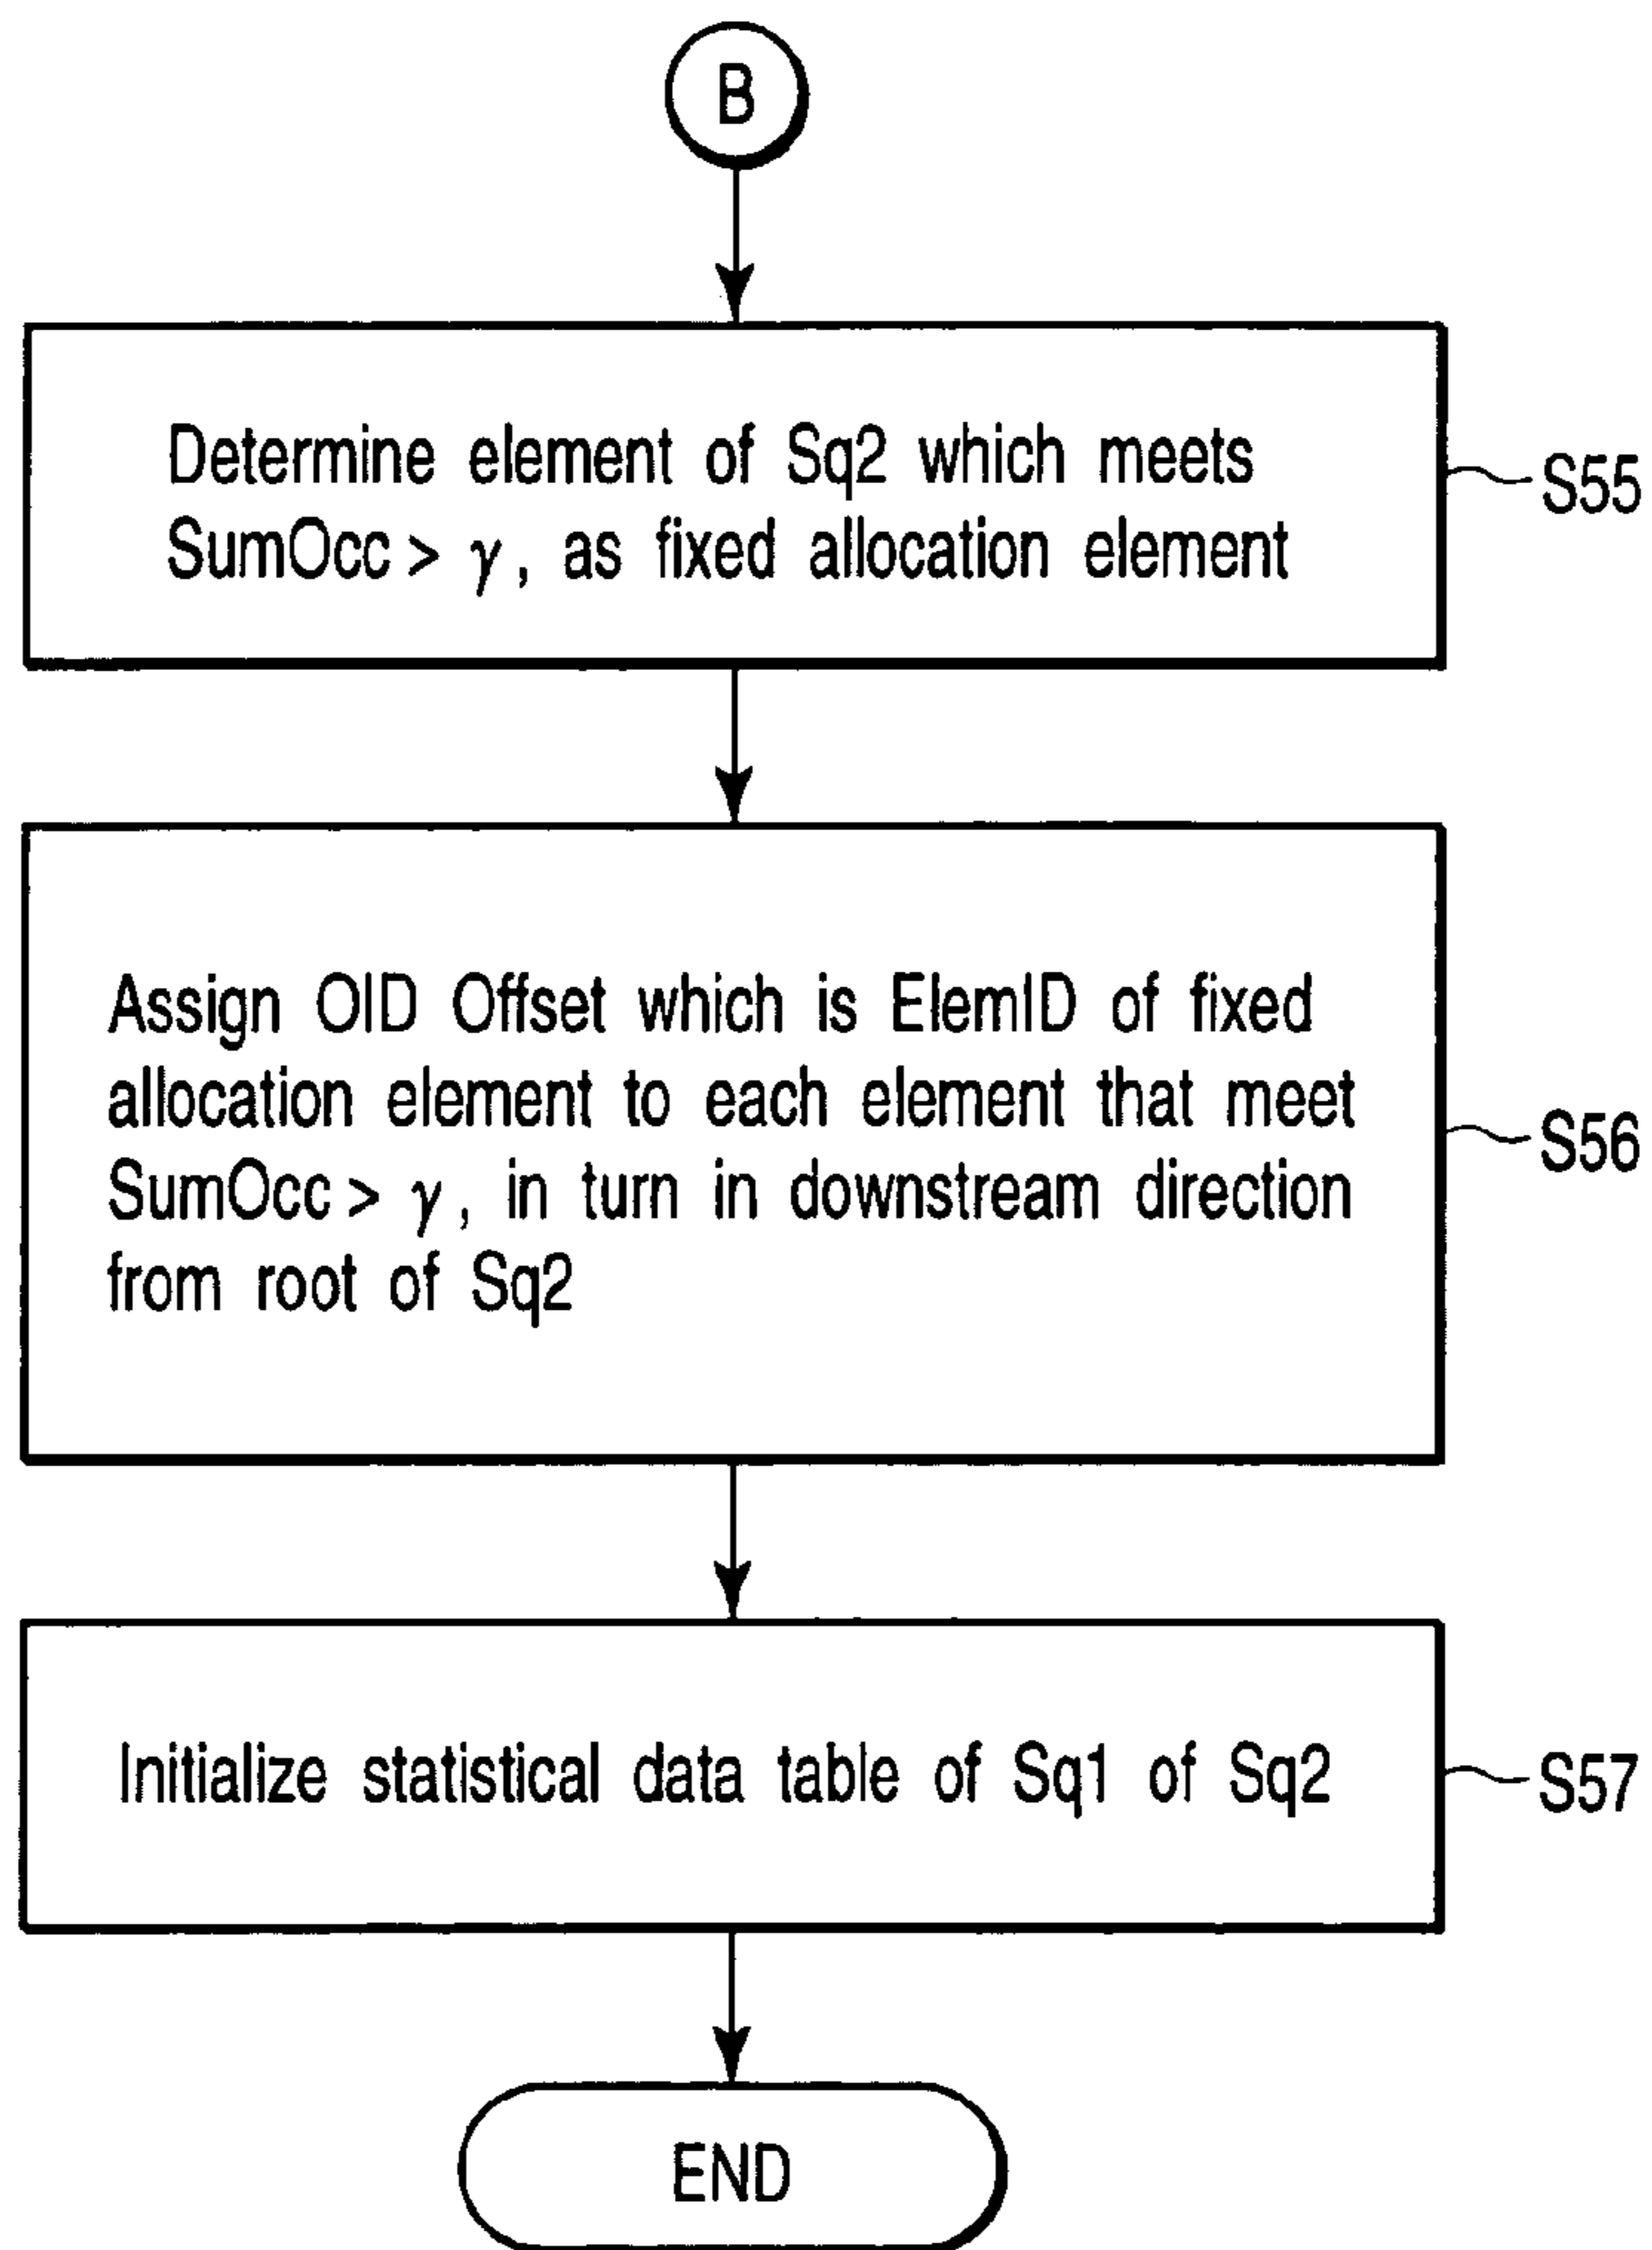 B
Determine element of Sq2 which meets
SumOcc > γ, as fixed allocation element
S55
Assign OID Offset which is ElemID of fixed
allocation element to each element that meet
SumOcc > γ, in turn in downstream direction
from root of Sq2
S56
Initialize statistical data table of Sq1 of Sq2
S57
END